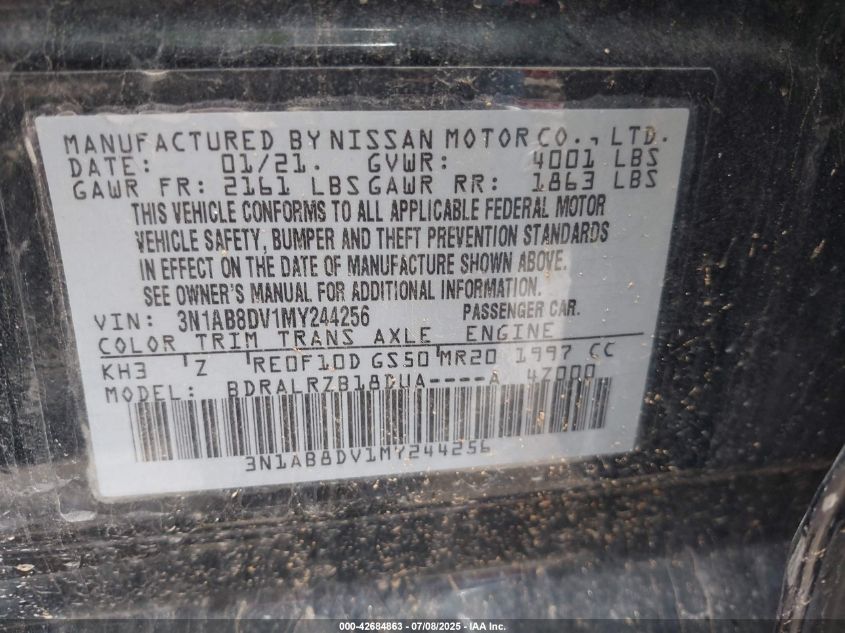 MANUFACTURED BY NISSAN MOTOR CO., LTD.
DATE: 01/21. GVWR: 4001 LBS
GAWR FR: 2161 LBS GAWR RR: 1863 LBS
THIS VEHICLE CONFORMS TO ALL APPLICABLE FEDERAL MOTOR
VEHICLE SAFETY, BUMPER AND THEFT PREVENTION STANDARDS
IN EFFECT ON THE DATE OF MANUFACTURE SHOWN ABOVE.
SEE OWNER'S MANUAL FOR ADDITIONAL INFORMATION.
VIN: 3N1AB8DV1MY244256 PASSENGER CAR.
COLOR TRIM TRANS AXLE ENGINE
KH3 Z RE0F10D GS50 MR20 1997 CC
MODEL: BDRALRZB18DUA----A 4Z000
3N1AB8DV1MY244256
000-42684863 - 07/08/2025 - IAA Inc.